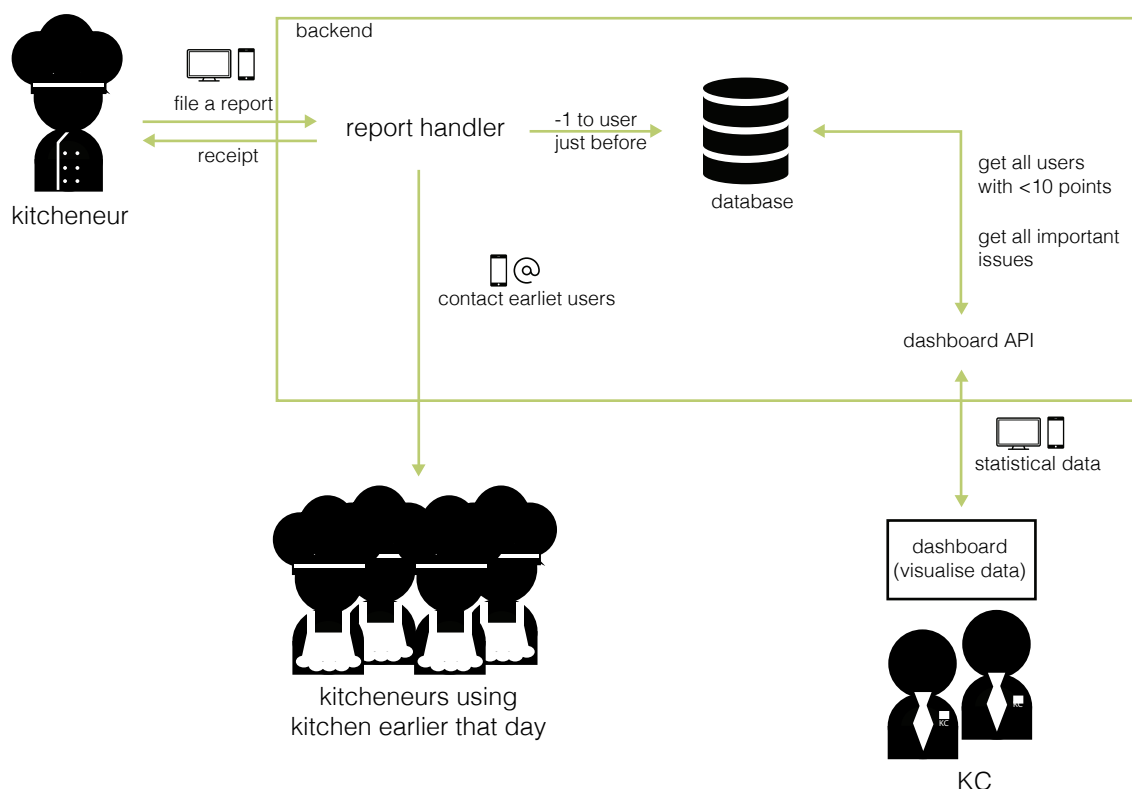 backend
file a report
receipt
kitcheneur
report handler
-1 to user
just before
database
get all users
with <10 points
get all important
issues
@
contact earliet users
dashboard API
statistical data
dashboard
(visualise data)
kitcheneurs using
kitchen earlier that day
KC
KC
KC